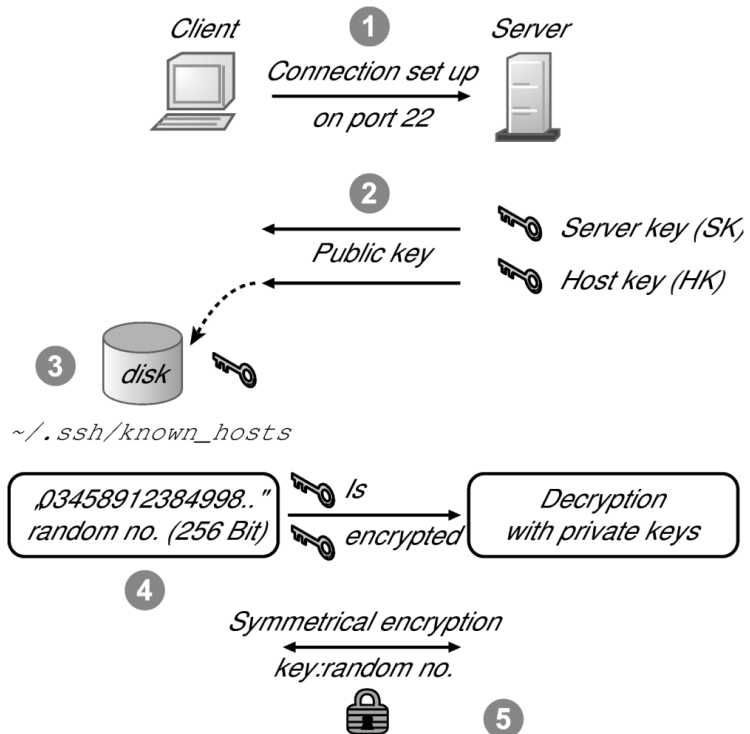 Client
1
Server
Connection set up
on port 22
2
Server key (SK)
Public key
Host key (HK)
3
disk
~/.ssh/known_hosts
„03458912384998.."
random no. (256 Bit)
Is
encrypted
Decryption
with private keys
4
Symmetrical encryption
key:random no.
5